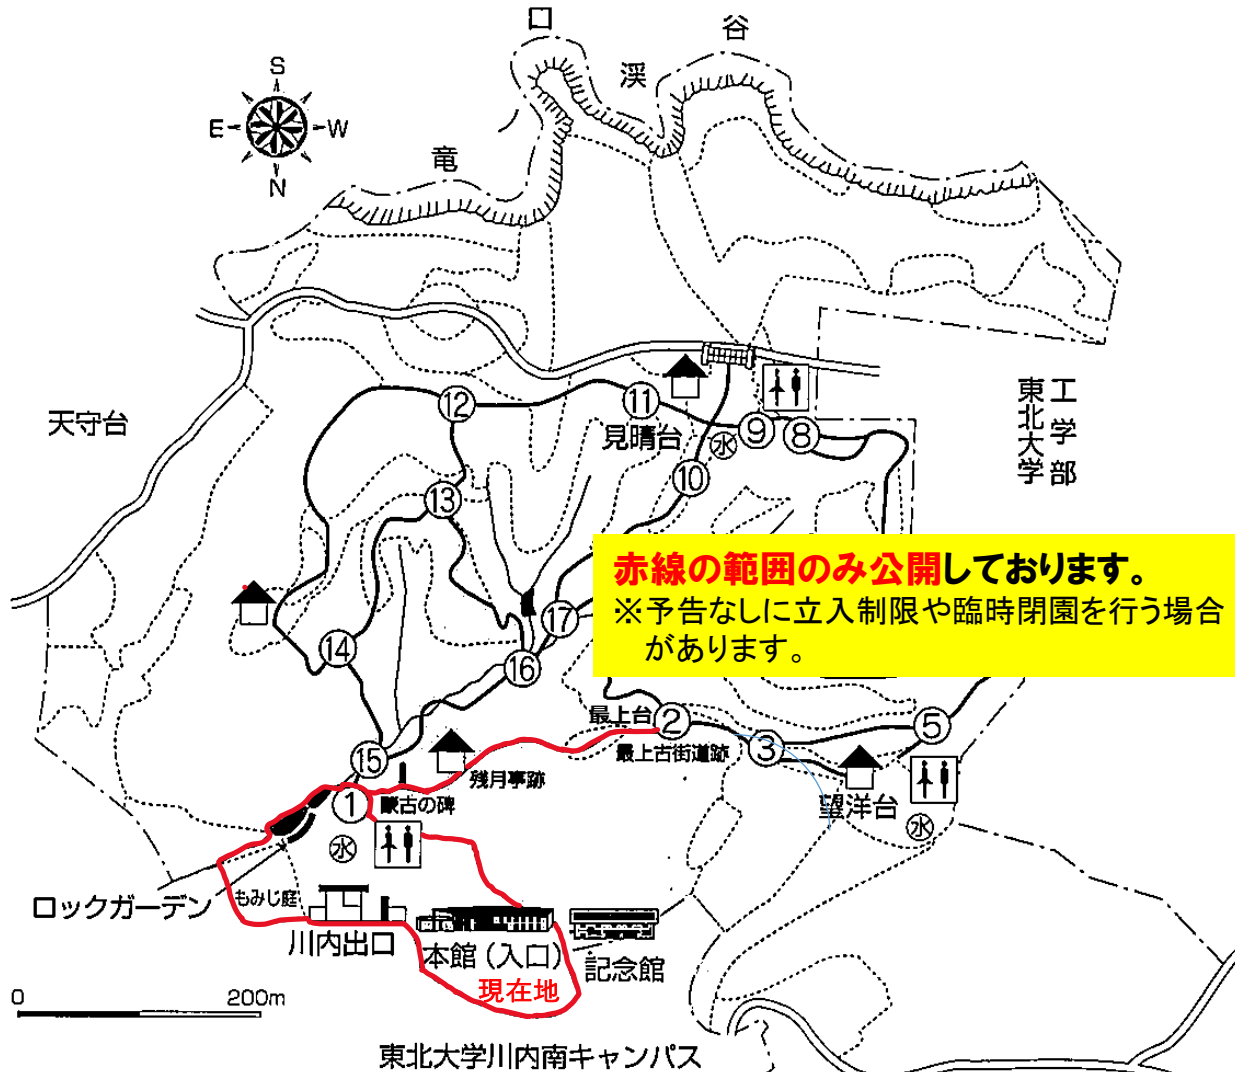 口
谷
渓
竜
S
E
W
N
天守台
工学部
東北大学
⑫
⑪
見晴台
水
⑨
⑧
⑩
⑬
赤線の範囲のみ公開しております。
※予告なしに立入制限や臨時閉園を行う場合
があります。
⑰
⑭
⑯
最上台
②
⑤
最上古街道跡
③
⑮
残月亭跡
蒙古の碑
①
望洋台
水
水
もみじ庭
ロックガーデン
川内出口
本館(入口)
記念館
現在地
0
200m
東北大学川内南キャンパス